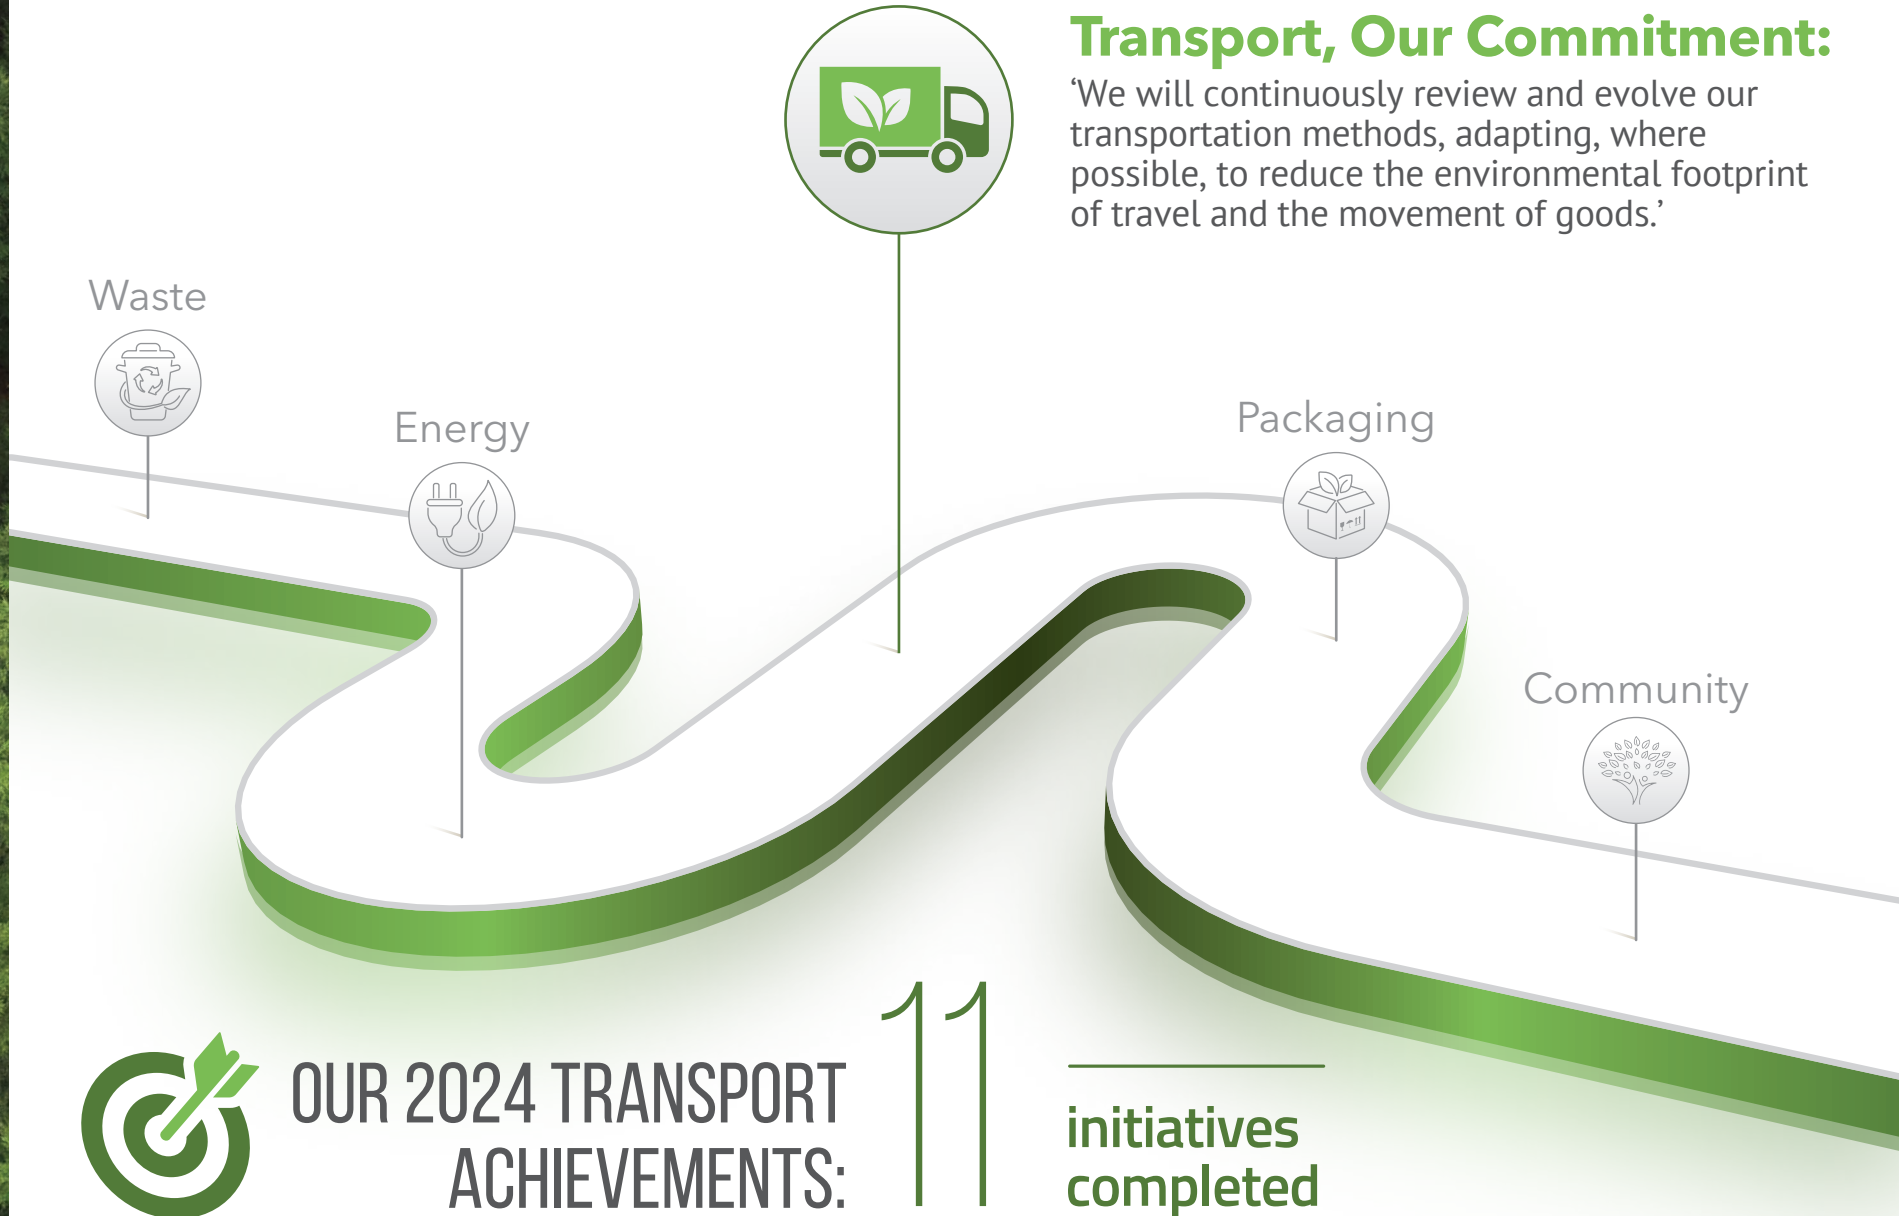 Transport, Our Commitment:
‘We will continuously review and evolve our
transportation methods, adapting, where
possible, to reduce the environmental footprint
of travel and the movement of goods.’
Waste
Energy
Packaging
Community
OUR 2024 TRANSPORT
ACHIEVEMENTS:
11
initiatives
completed